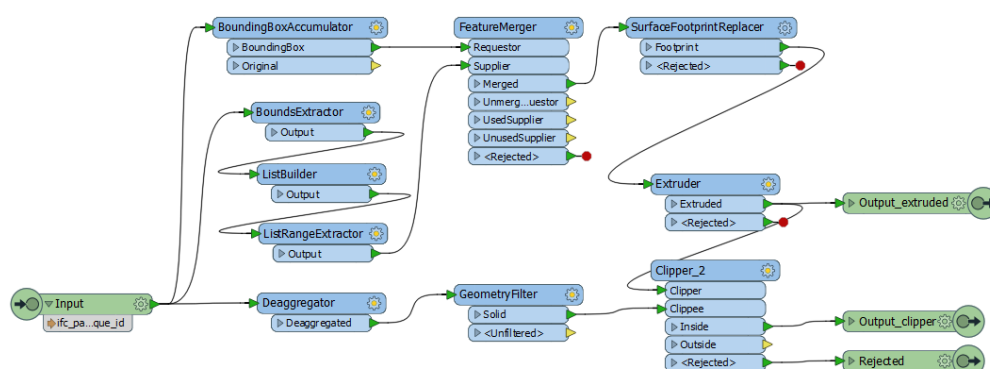 BoundingBoxAccumulator
BoundingBox
Original
FeatureMerger
Requestor
Supplier
Merged
Unmerg...uestor
UsedSupplier
UnusedSupplier
<Rejected>
SurfaceFootprintReplacer
Footprint
<Rejected>
BoundsExtractor
Output
ListBuilder
Output
ListRangeExtractor
Output
Extruder
Extruded
<Rejected>
Output_extruded
Input
ifc_pa...que_id
Deaggregator
Deaggregated
GeometryFilter
Solid
<Unfiltered>
Clipper_2
Clipper
Clippee
Inside
Outside
<Rejected>
Output_clipper
Rejected